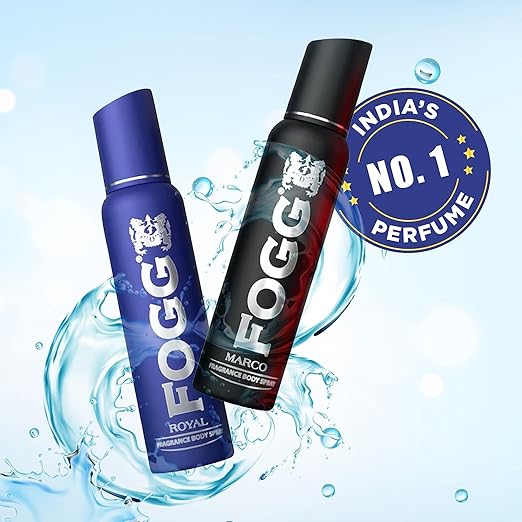 FOGG
ROYAL
FRAGRANCE BODY SPRAY
FOGG
MARCO
FRAGRANCE BODY SPRAY
INDIA'S
NO. 1
PERFUME